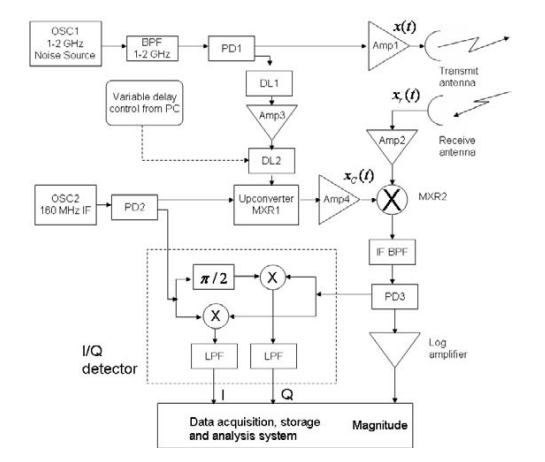 OSC1
1-2 GHz
Noise Source
BPF
1-2 GHz
PD1
Amp1
x(t)
Transmit
antenna
DL1
Variable delay
control from PC
Amp3
x_r(t)
Amp2
Receive
antenna
DL2
x_C(t)
OSC2
160 MHz IF
PD2
Upconverter
MXR1
Amp4
X
MXR2
IF BPF
π/2
X
PD3
X
I/Q
detector
LPF
LPF
Log
amplifier
I
Q
Data acquisition, storage
and analysis system
Magnitude